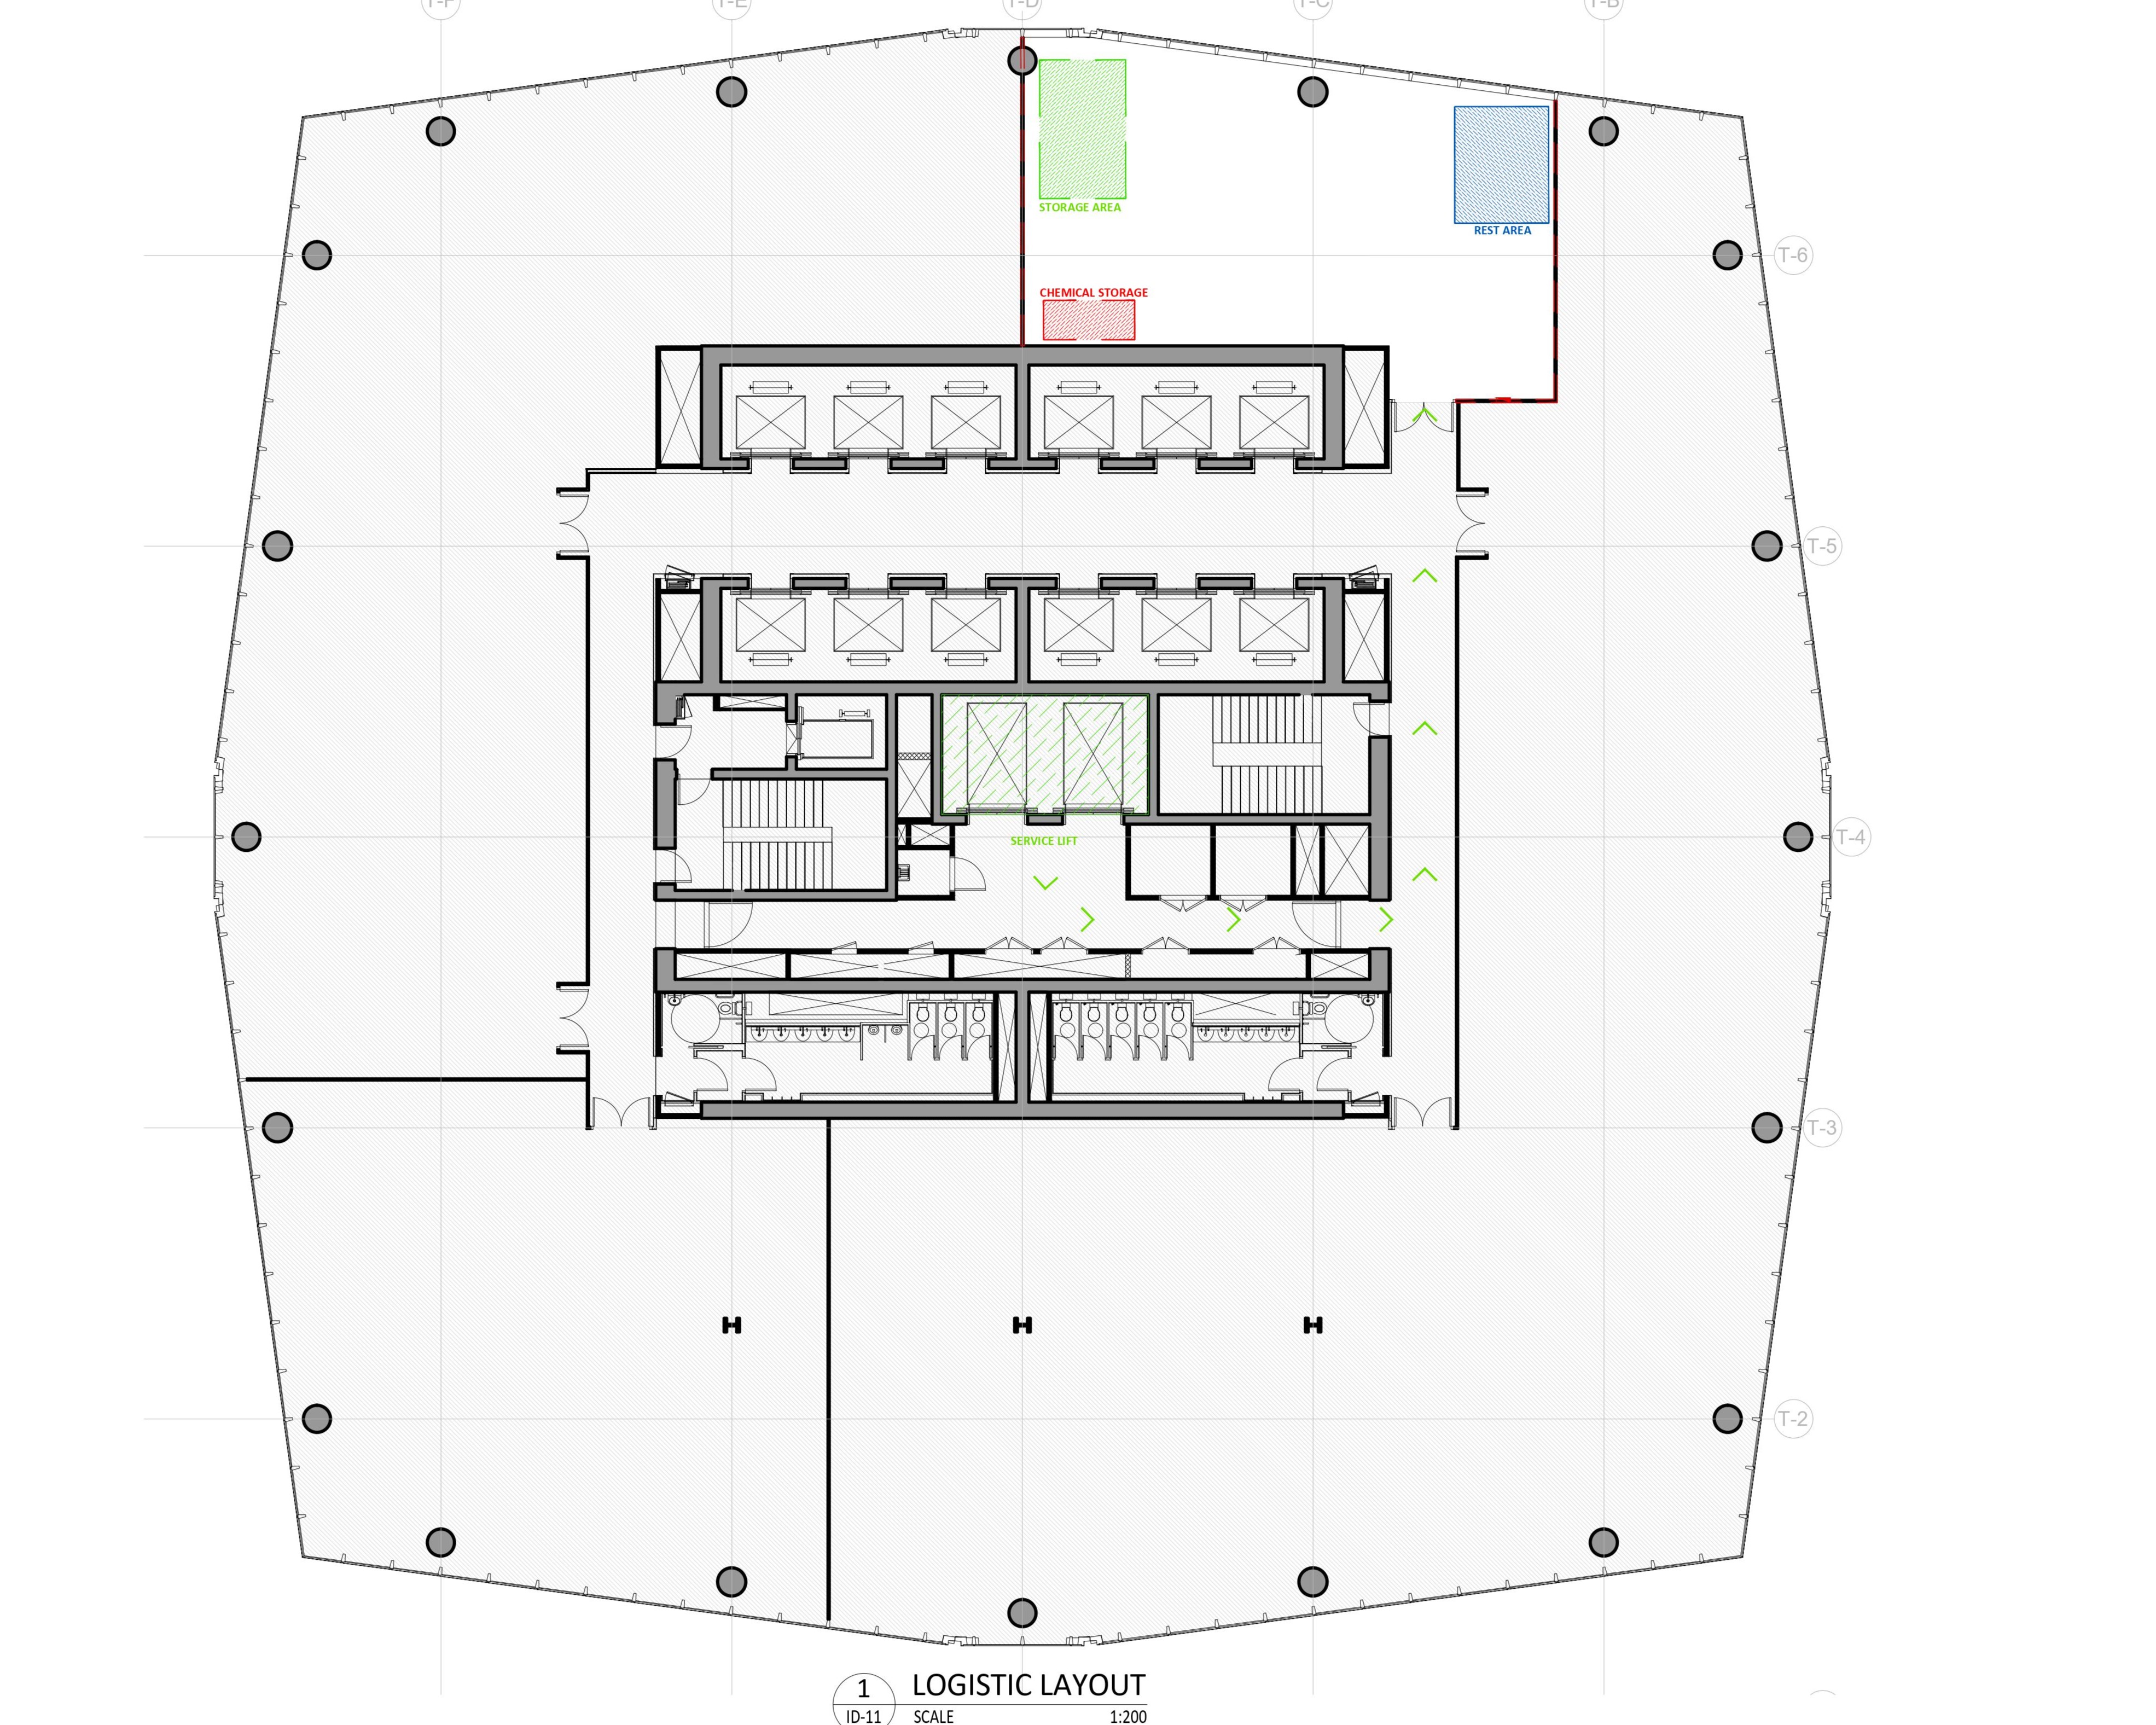 T-F
T-E
T-D
T-C
T-B
STORAGE AREA
REST AREA
T-6
CHEMICAL STORAGE
T-5
SERVICE LIFT
T-4
T-3
T-2
1
LOGISTIC LAYOUT
ID-11
SCALE
1:200